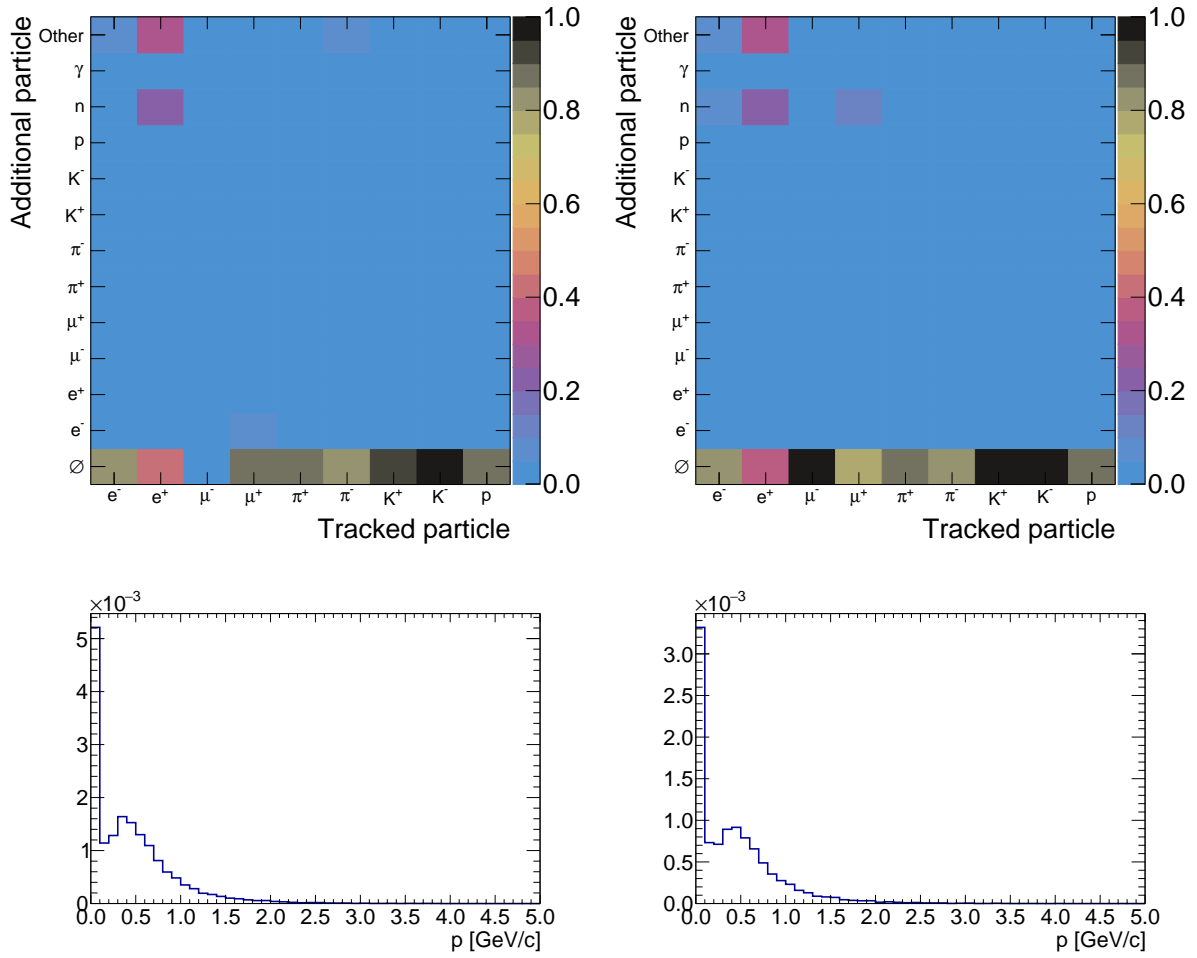 Additional particle
Other
γ
n
p
K⁻
K⁺
π⁻
π⁺
μ⁺
μ⁻
e⁺
e⁻
∅
e⁻ e⁺ μ⁻ μ⁺ π⁺ π⁻ K⁺ K⁻ p
Tracked particle
1.0
0.8
0.6
0.4
0.2
0.0
Additional particle
Other
γ
n
p
K⁻
K⁺
π⁻
π⁺
μ⁺
μ⁻
e⁺
e⁻
∅
e⁻ e⁺ μ⁻ μ⁺ π⁺ π⁻ K⁺ K⁻ p
Tracked particle
1.0
0.8
0.6
0.4
0.2
0.0
×10⁻³
5
4
3
2
1
0
0.0 0.5 1.0 1.5 2.0 2.5 3.0 3.5 4.0 4.5 5.0
p [GeV/c]
×10⁻³
3.0
2.5
2.0
1.5
1.0
0.5
0.0
0.0 0.5 1.0 1.5 2.0 2.5 3.0 3.5 4.0 4.5 5.0
p [GeV/c]